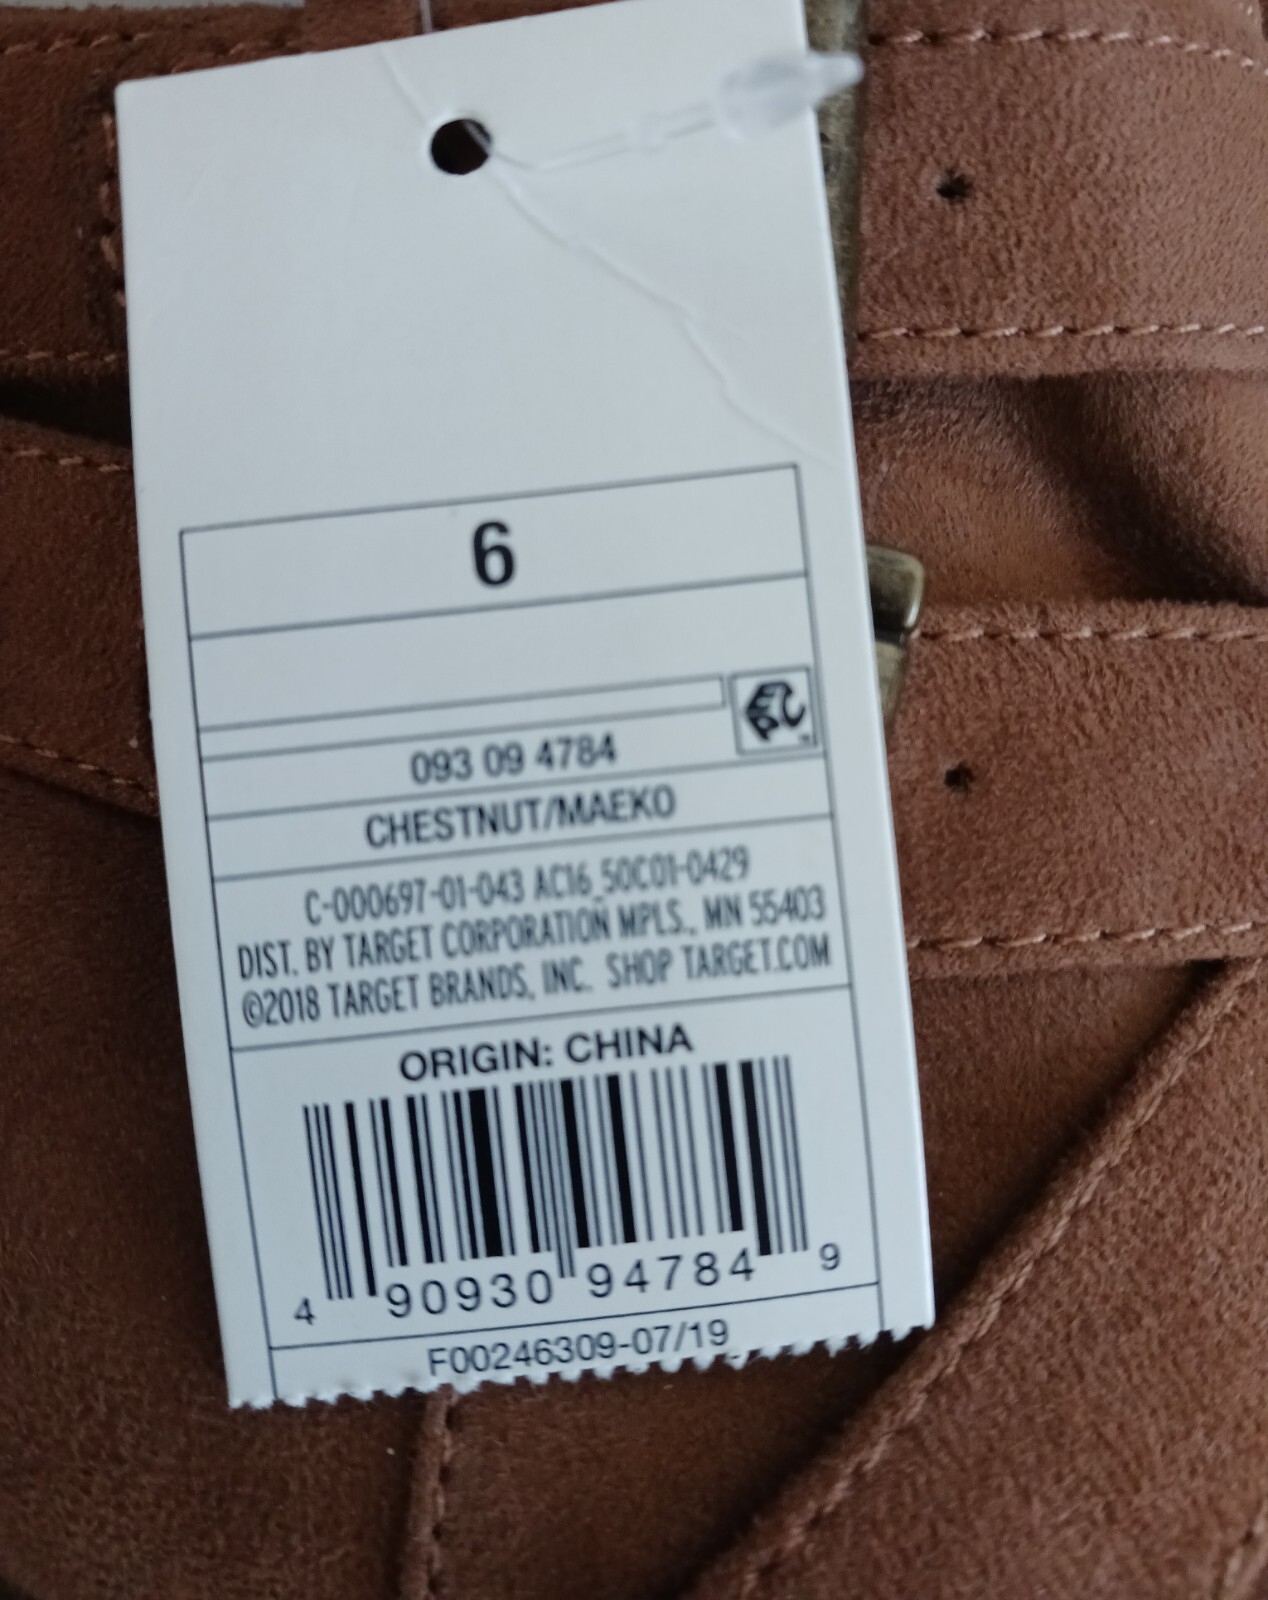 6
093 09 4784
CHESTNUT/MAEKO
C-000697-01-043 AC16_50C01-0429
DIST. BY TARGET CORPORATION MPLS., MN 55403
©2018 TARGET BRANDS, INC. SHOP TARGET.COM
ORIGIN: CHINA
4 90930 94784 9
F00246309-07/19